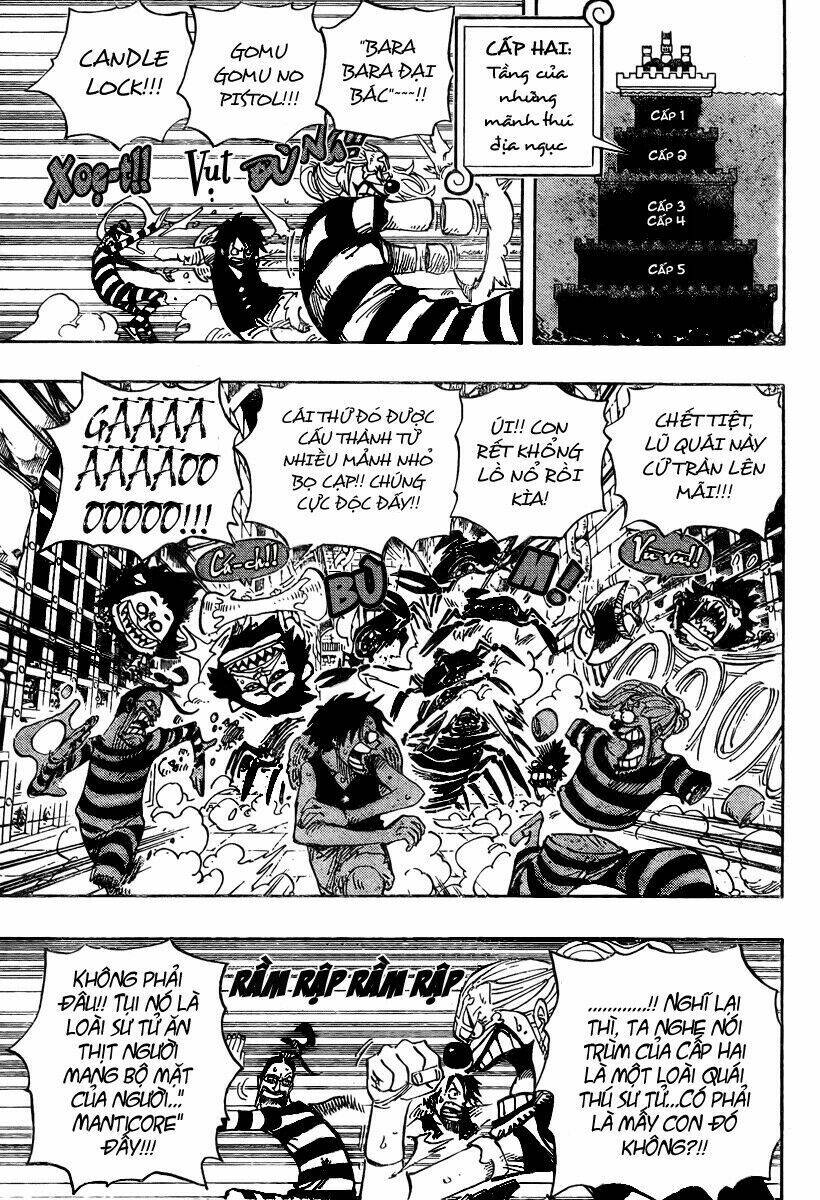 CẤP HAI:
Tầng của
những
mãnh thú
địa ngục
CẤP 1
CẤP 2
CẤP 3
CẤP 4
CẤP 5
"BARA
BARA ĐẠI
BÁC"~~~!!
GOMU
GOMU NO
PISTOL!!!
CANDLE
LOCK!!!
Xoẹ-t!!
Vụt
CHẾT TIỆT,
LŨ QUÁI NÀY
CỨ TRÀN LÊN
MÃI!!!
ÚI!! CON
RẾT KHỔNG
LỒ NỔ RỒI
KÌA!
CÁI THỨ ĐÓ ĐƯỢC
CẤU THÀNH TỪ
NHIỀU MẢNH NHỎ
BỌ CẠP!! CHÚNG
CỰC ĐỘC ĐẤY!!
GÀÀÀÀ
ÀÀÀÀOO
OOOOO!!!
BÙ M!
RẦM RẬP RẦM RẬP
.............!! NGHĨ LẠI
THÌ, TA NGHE NÓI
TRÙM CỦA CẤP HAI
LÀ MỘT LOÀI QUÁI
THÚ SƯ TỬ...CÓ PHẢI
LÀ MẤY CON ĐÓ
KHÔNG?!!
KHÔNG PHẢI
ĐÂU!! TỤI NÓ LÀ
LOÀI SƯ TỬ ĂN
THỊT NGƯỜI
MANG BỘ MẶT
CỦA NGƯỜI..."
MANTICORE"
ĐẤY!!!